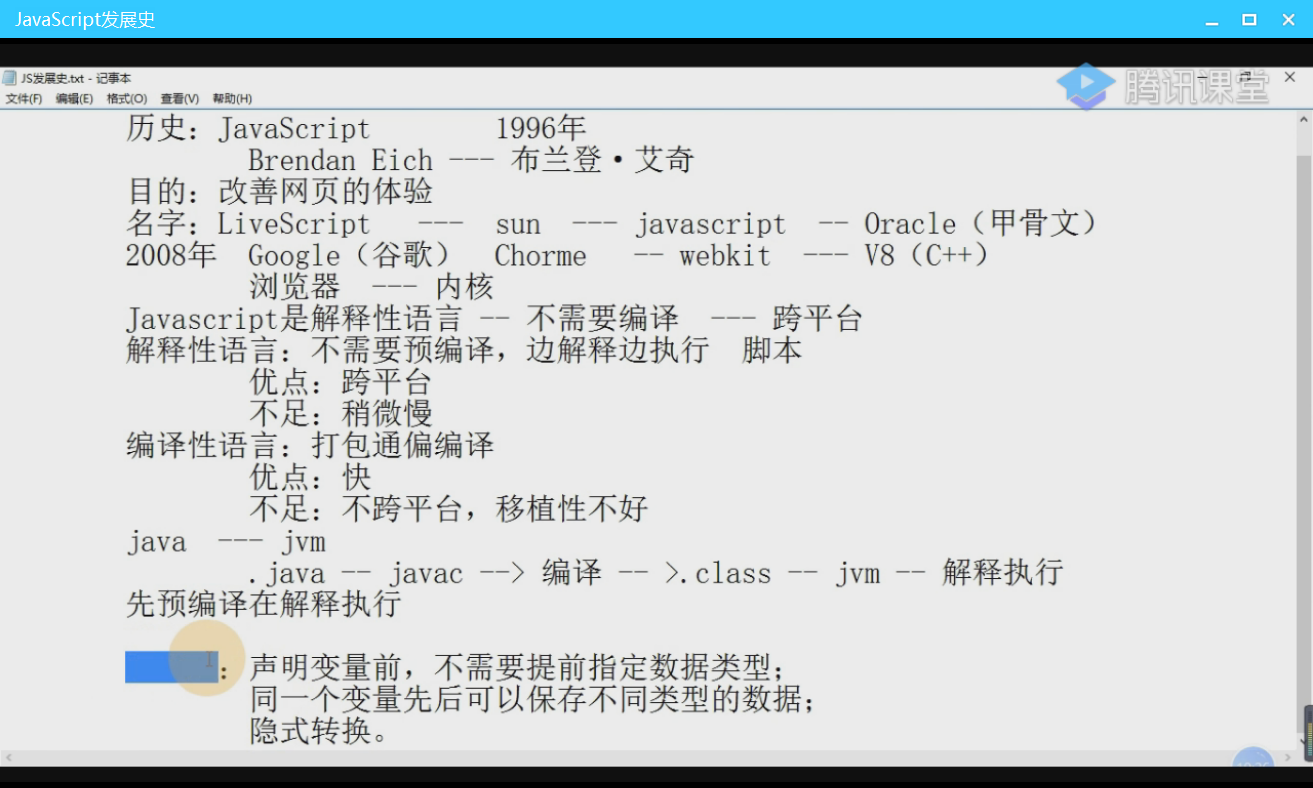 JavaScript发展史
JS发展史.txt - 记事本
腾讯课堂
文件(F) 编辑(E) 格式(O) 查看(V) 帮助(H)
历史：JavaScript 1996年
Brendan Eich --- 布兰登·艾奇
目的：改善网页的体验
名字：LiveScript --- sun --- javascript -- Oracle（甲骨文）
2008年 Google（谷歌） Chorme -- webkit --- V8（C++）
浏览器 --- 内核
Javascript是解释性语言 -- 不需要编译 --- 跨平台
解释性语言：不需要预编译，边解释边执行 脚本
优点：跨平台
不足：稍微慢
编译性语言：打包通偏编译
优点：快
不足：不跨平台，移植性不好
java --- jvm
.java -- javac --> 编译 -- >.class -- jvm -- 解释执行
先预编译在解释执行
：声明变量前，不需要提前指定数据类型；
同一个变量先后可以保存不同类型的数据；
隐式转换。